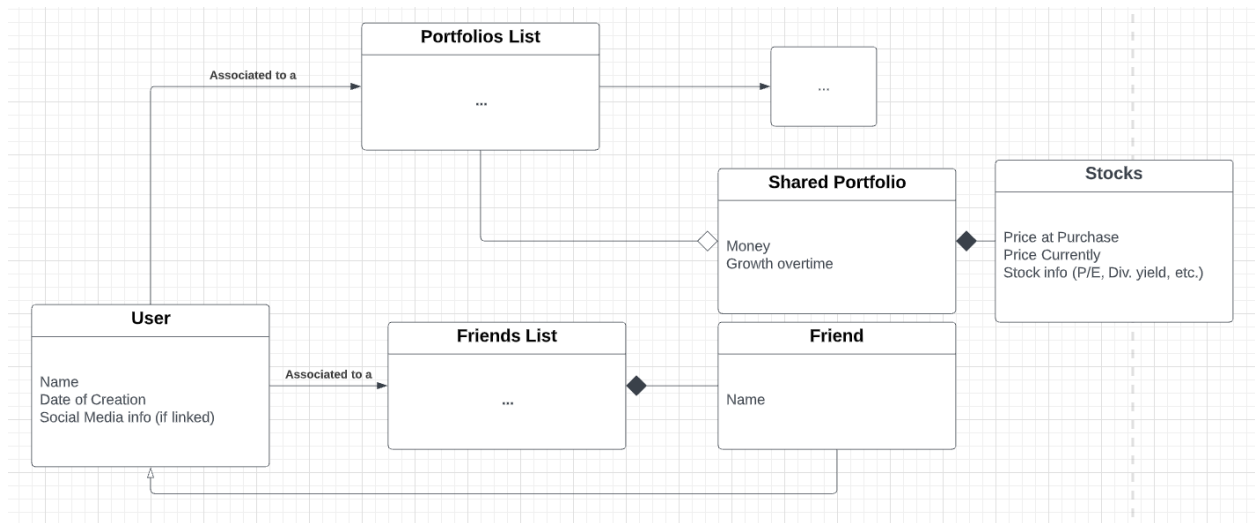 Portfolios List
Associated to a
...
...
Shared Portfolio
Money
Growth overtime
Stocks
Price at Purchase
Price Currently
Stock info (P/E, Div. yield, etc.)
User
Name
Date of Creation
Social Media info (if linked)
Associated to a
Friends List
...
Friend
Name